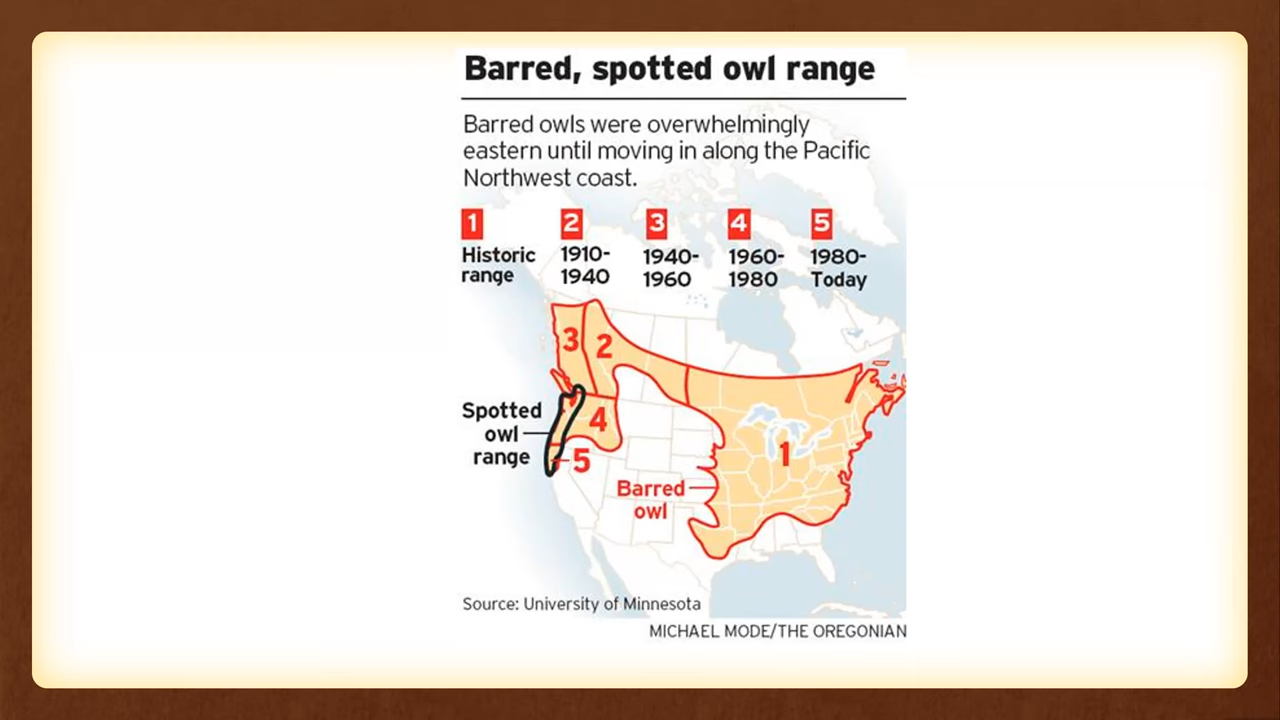 Barred, spotted owl range
Barred owls were overwhelmingly
eastern until moving in along the Pacific
Northwest coast.
1 2 3 4 5
Historic 1910- 1940- 1960- 1980-
range 1940 1960 1980 Today
3 2
Spotted
owl
range
4
1
5
Barred
owl
Source: University of Minnesota
MICHAEL MODE/THE OREGONIAN